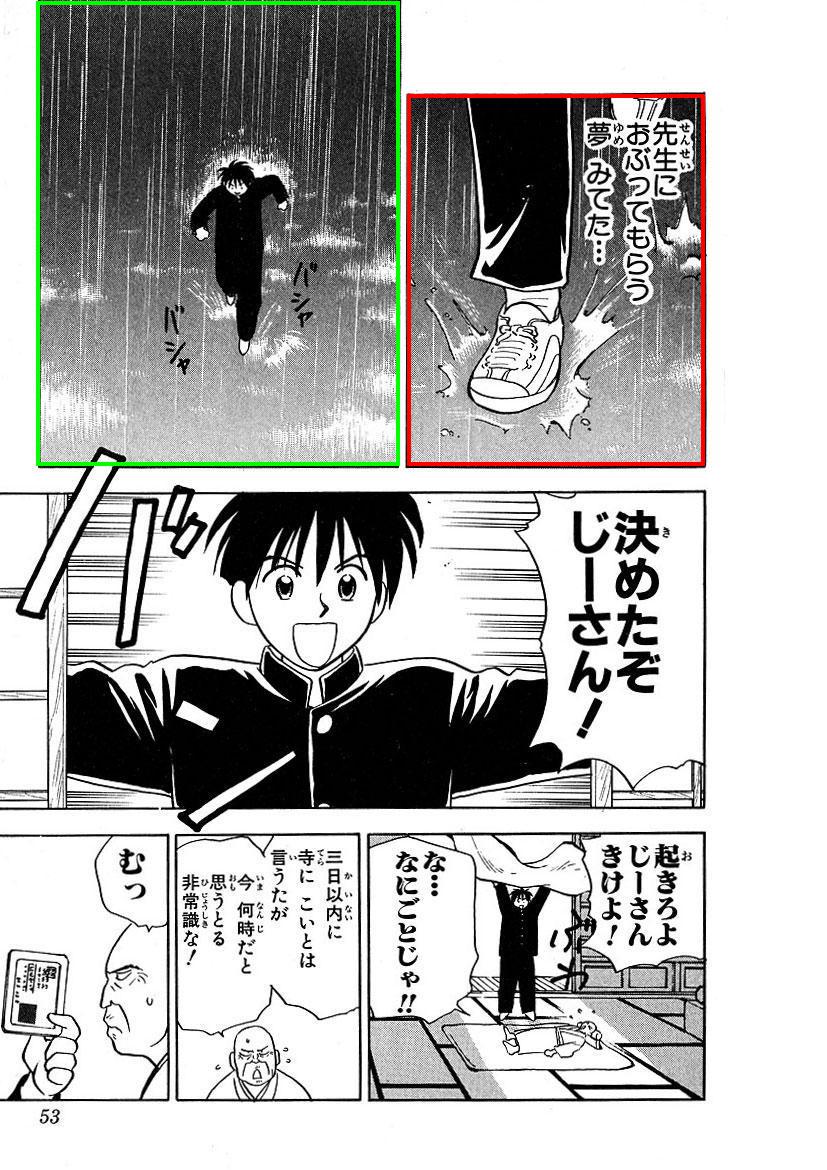 先生に
おぶってもらう
夢 みてた…
バシャ
バシャ
決めたぞ
じーさん!
起きろよ
じーさん
きけよ!
な…
なにごとじゃ!!
三日以内に
寺に こいとは
言うたが
今 何時だと
思うとる
非常識な!
むっ
53